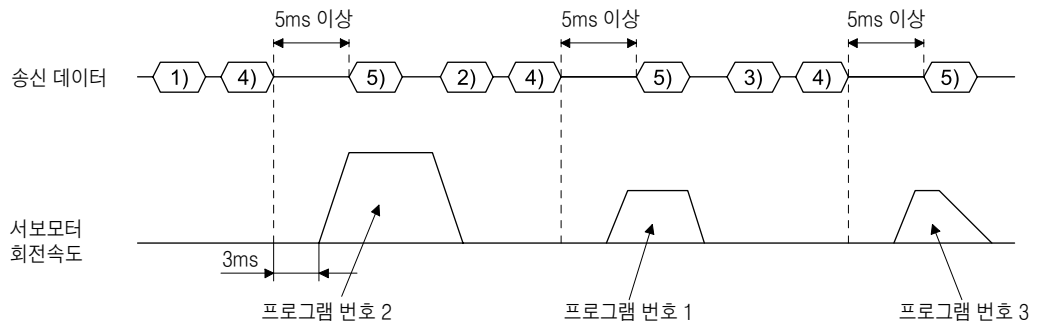 5ms 이상 5ms 이상 5ms 이상
송신 데이터 1) 4) 5) 2) 4) 5) 3) 4) 5)
서보모터
회전속도
3ms
프로그램 번호 2 프로그램 번호 1 프로그램 번호 3